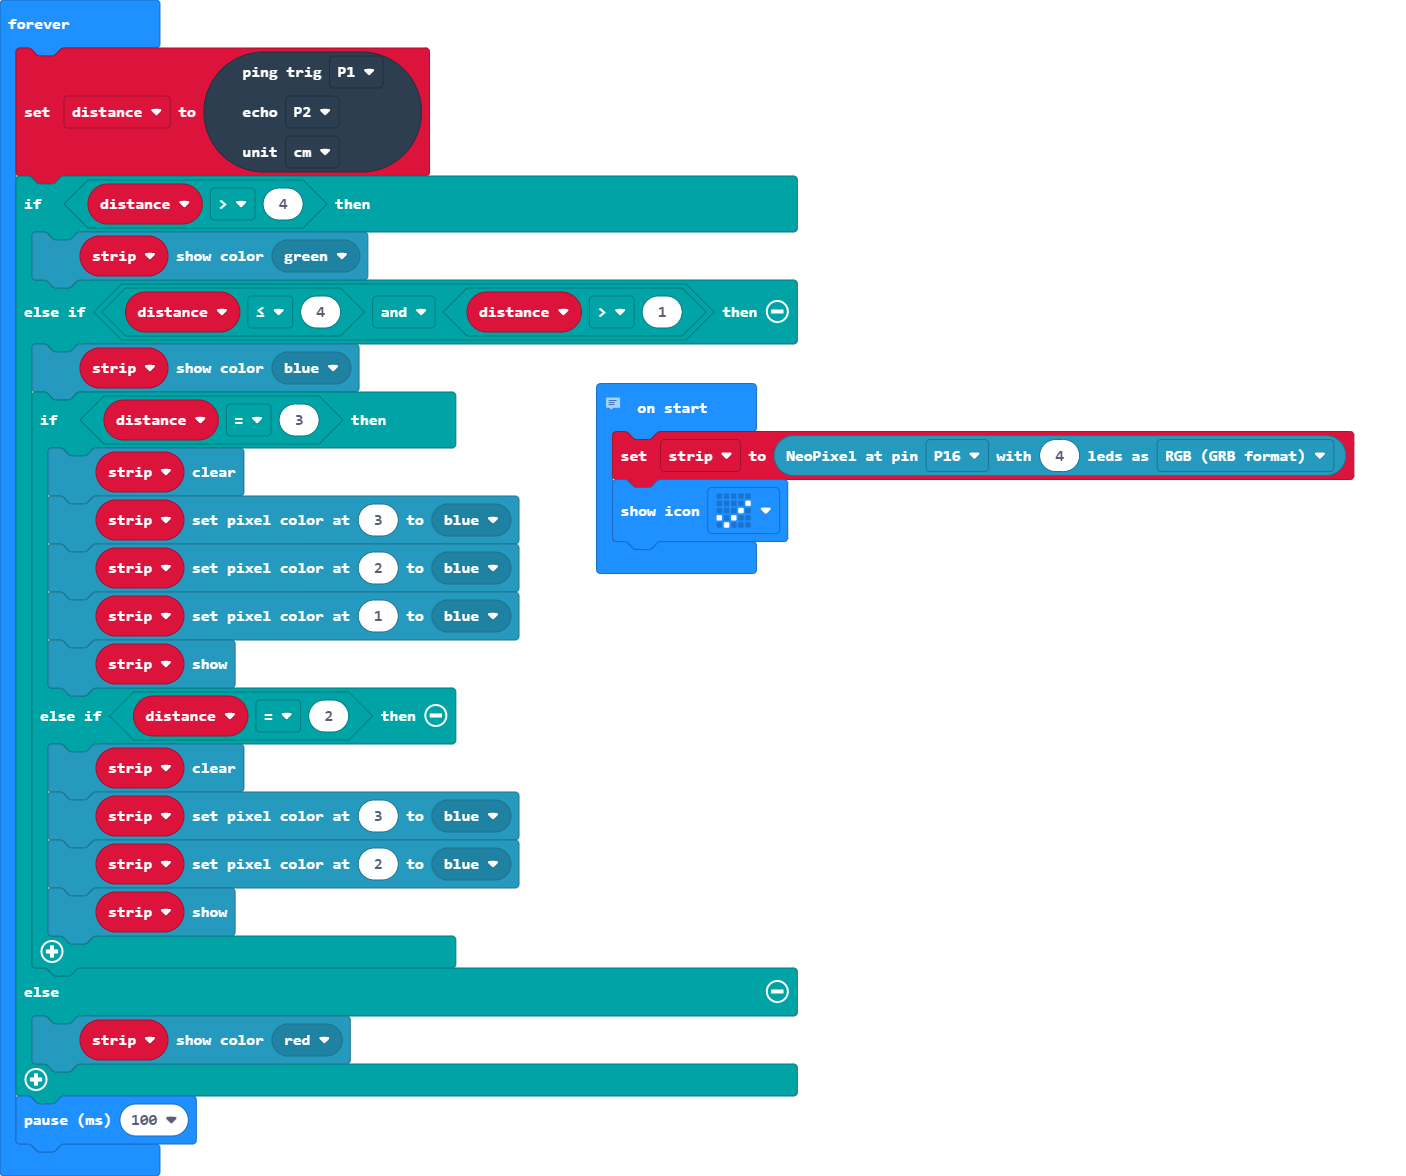 forever
ping trig P1
set distance to echo P2
unit cm
if distance > 4 then
strip show color green
else if distance ≤ 4 and distance > 1 then
strip show color blue
if distance = 3 then
strip clear
strip set pixel color at 3 to blue
strip set pixel color at 2 to blue
strip set pixel color at 1 to blue
strip show
else if distance = 2 then
strip clear
strip set pixel color at 3 to blue
strip set pixel color at 2 to blue
strip show
else
strip show color red
pause (ms) 100
on start
set strip to NeoPixel at pin P16 with 4 leds as RGB (GRB format)
show icon